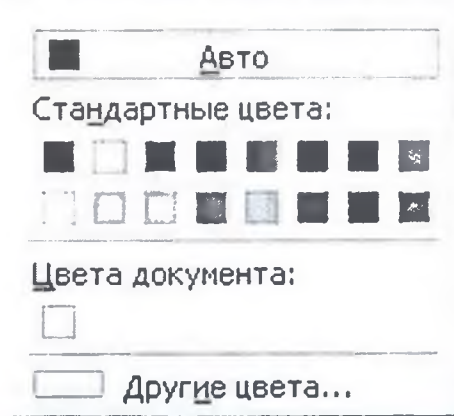 Авто
Стандартные цвета:
Цвета документа:
Другие цвета...